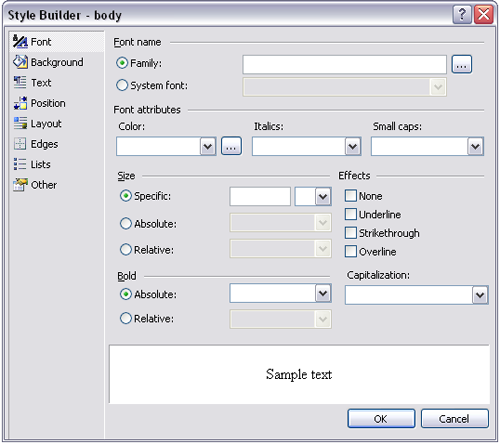 Style Builder - body
Font
Background
Text
Position
Layout
Edges
Lists
Other
Font name
Family:
...
System font:
Font attributes
Color:
Italics:
Small caps:
...
Size
Specific:
Absolute:
Relative:
Effects
None
Underline
Strikethrough
Overline
Bold
Absolute:
Relative:
Capitalization:
Sample text
OK
Cancel